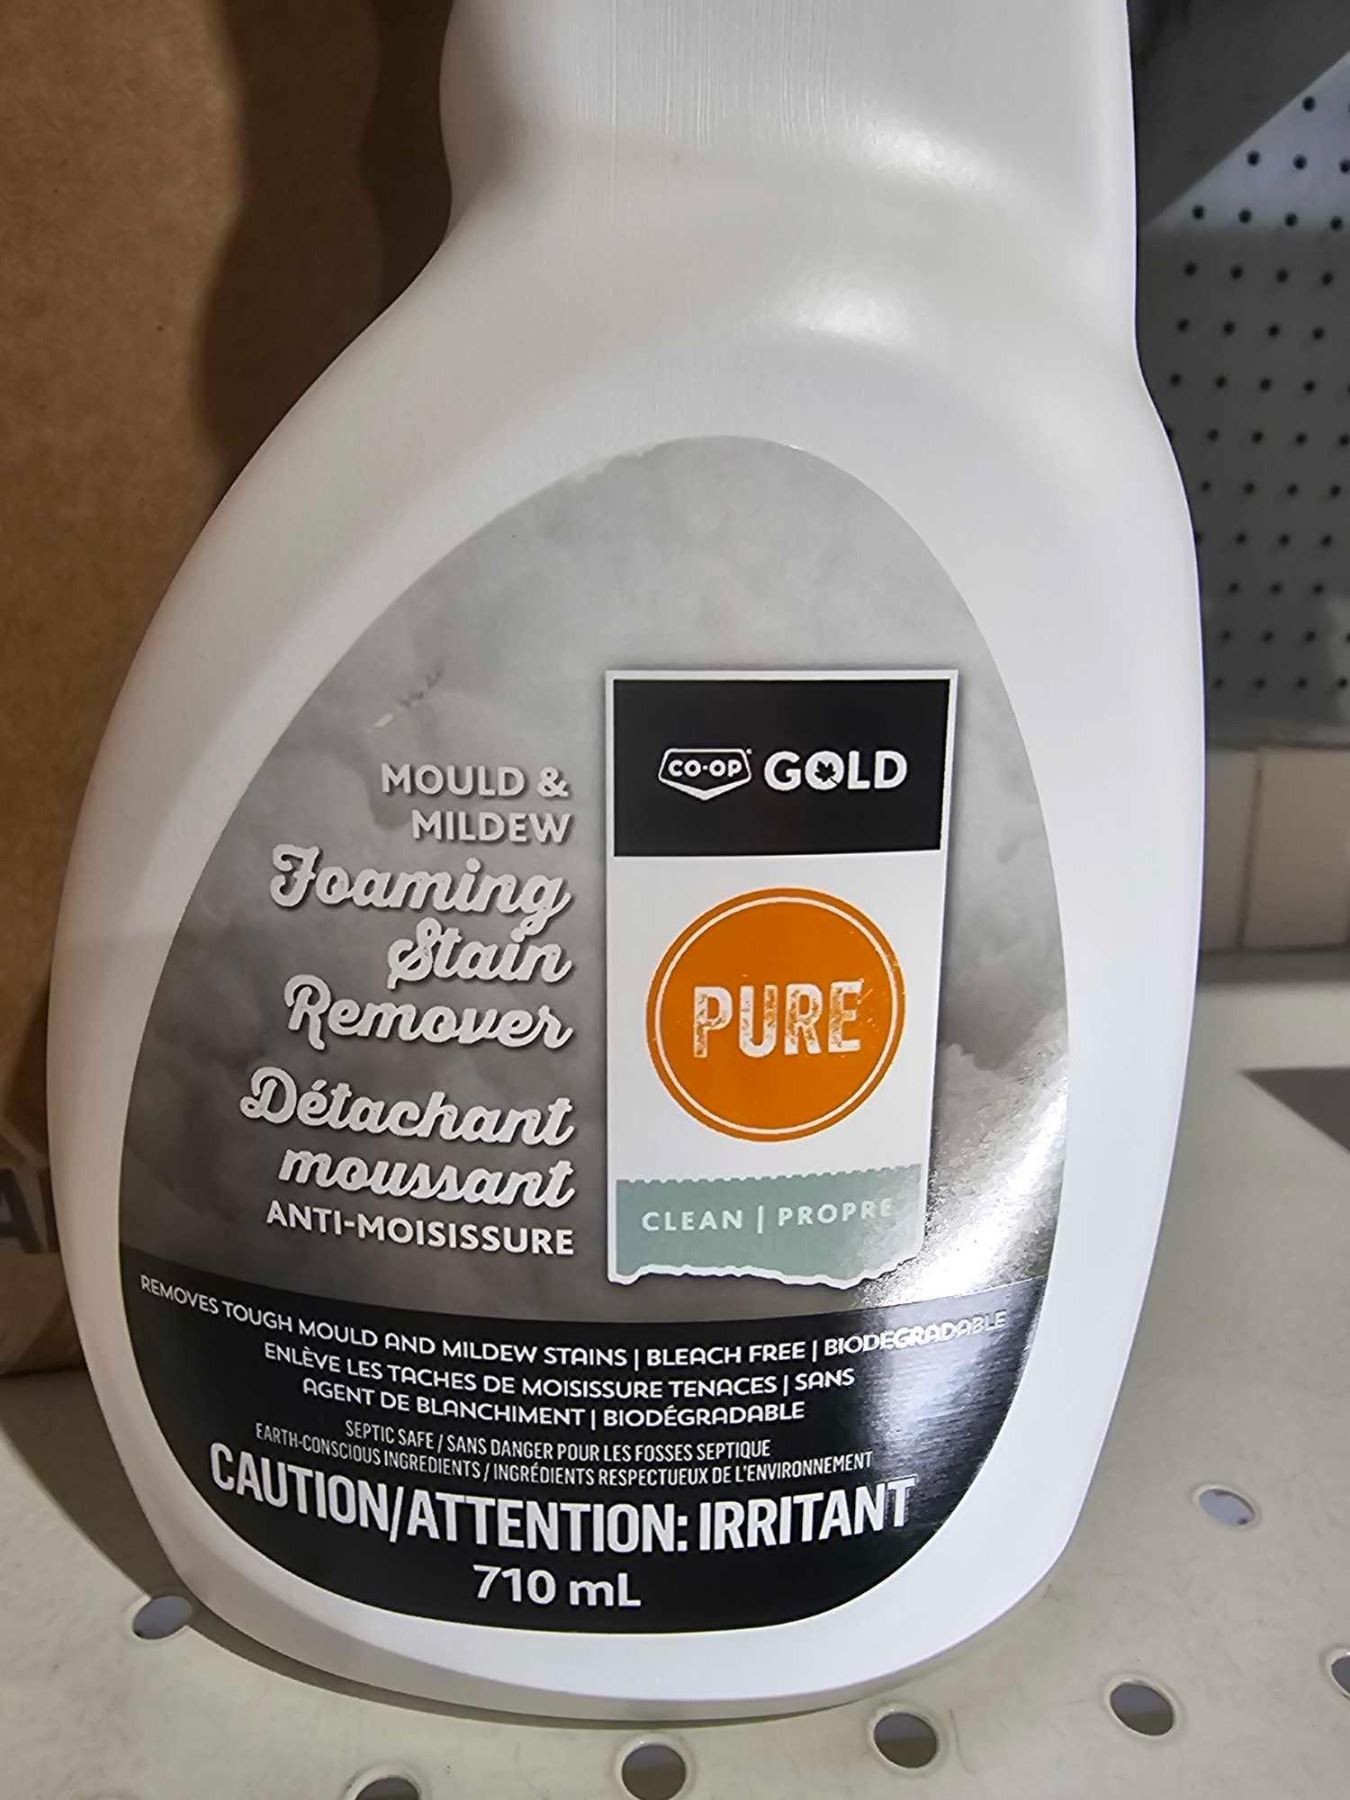 MOULD &
MILDEW
Foaming
Stain
Remover
Détachant
moussant
ANTI-MOISISSURE
CO-OP GOLD
PURE
CLEAN | PROPRE
REMOVES TOUGH MOULD AND MILDEW STAINS | BLEACH FREE | BIODEGRADABLE
ENLÈVE LES TACHES DE MOISISSURE TENACES | SANS
AGENT DE BLANCHIMENT | BIODÉGRADABLE
SEPTIC SAFE / SANS DANGER POUR LES FOSSES SEPTIQUE
EARTH-CONSCIOUS INGREDIENTS / INGRÉDIENTS RESPECTUEUX DE L'ENVIRONNEMENT
CAUTION/ATTENTION: IRRITANT
710 mL